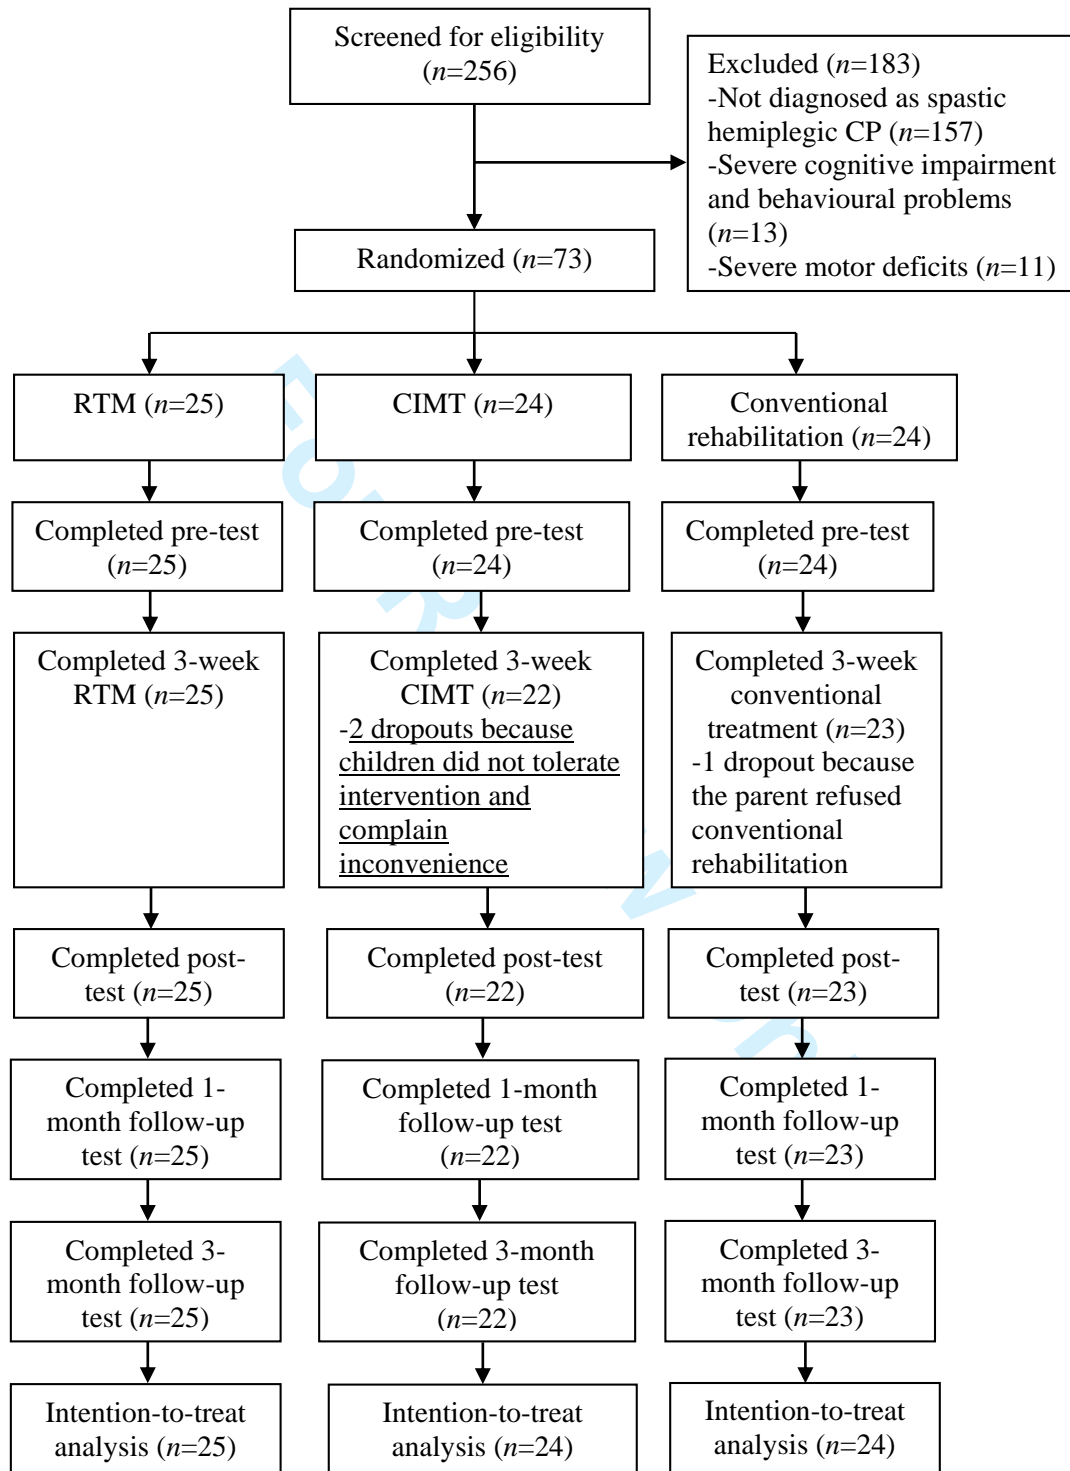 Screened for eligibility
(n=256)
Excluded (n=183)
-Not diagnosed as spastic
hemiplegic CP (n=157)
-Severe cognitive impairment
and behavioural problems
(n=13)
-Severe motor deficits (n=11)
Randomized (n=73)
RTM (n=25)
CIMT (n=24)
Conventional
rehabilitation (n=24)
Completed pre-test
(n=25)
Completed pre-test
(n=24)
Completed pre-test
(n=24)
Completed 3-week
RTM (n=25)
Completed 3-week
CIMT (n=22)
-2 dropouts because
children did not tolerate
intervention and
complain
inconvenience
Completed 3-week
conventional
treatment (n=23)
-1 dropout because
the parent refused
conventional
rehabilitation
Completed post-
test (n=25)
Completed post-test
(n=22)
Completed post-
test (n=23)
Completed 1-
month follow-up
test (n=25)
Completed 1-month
follow-up test
(n=22)
Completed 1-
month follow-up
test (n=23)
Completed 3-
month follow-up
test (n=25)
Completed 3-month
follow-up test
(n=22)
Completed 3-
month follow-up
test (n=23)
Intention-to-treat
analysis (n=25)
Intention-to-treat
analysis (n=24)
Intention-to-treat
analysis (n=24)
For